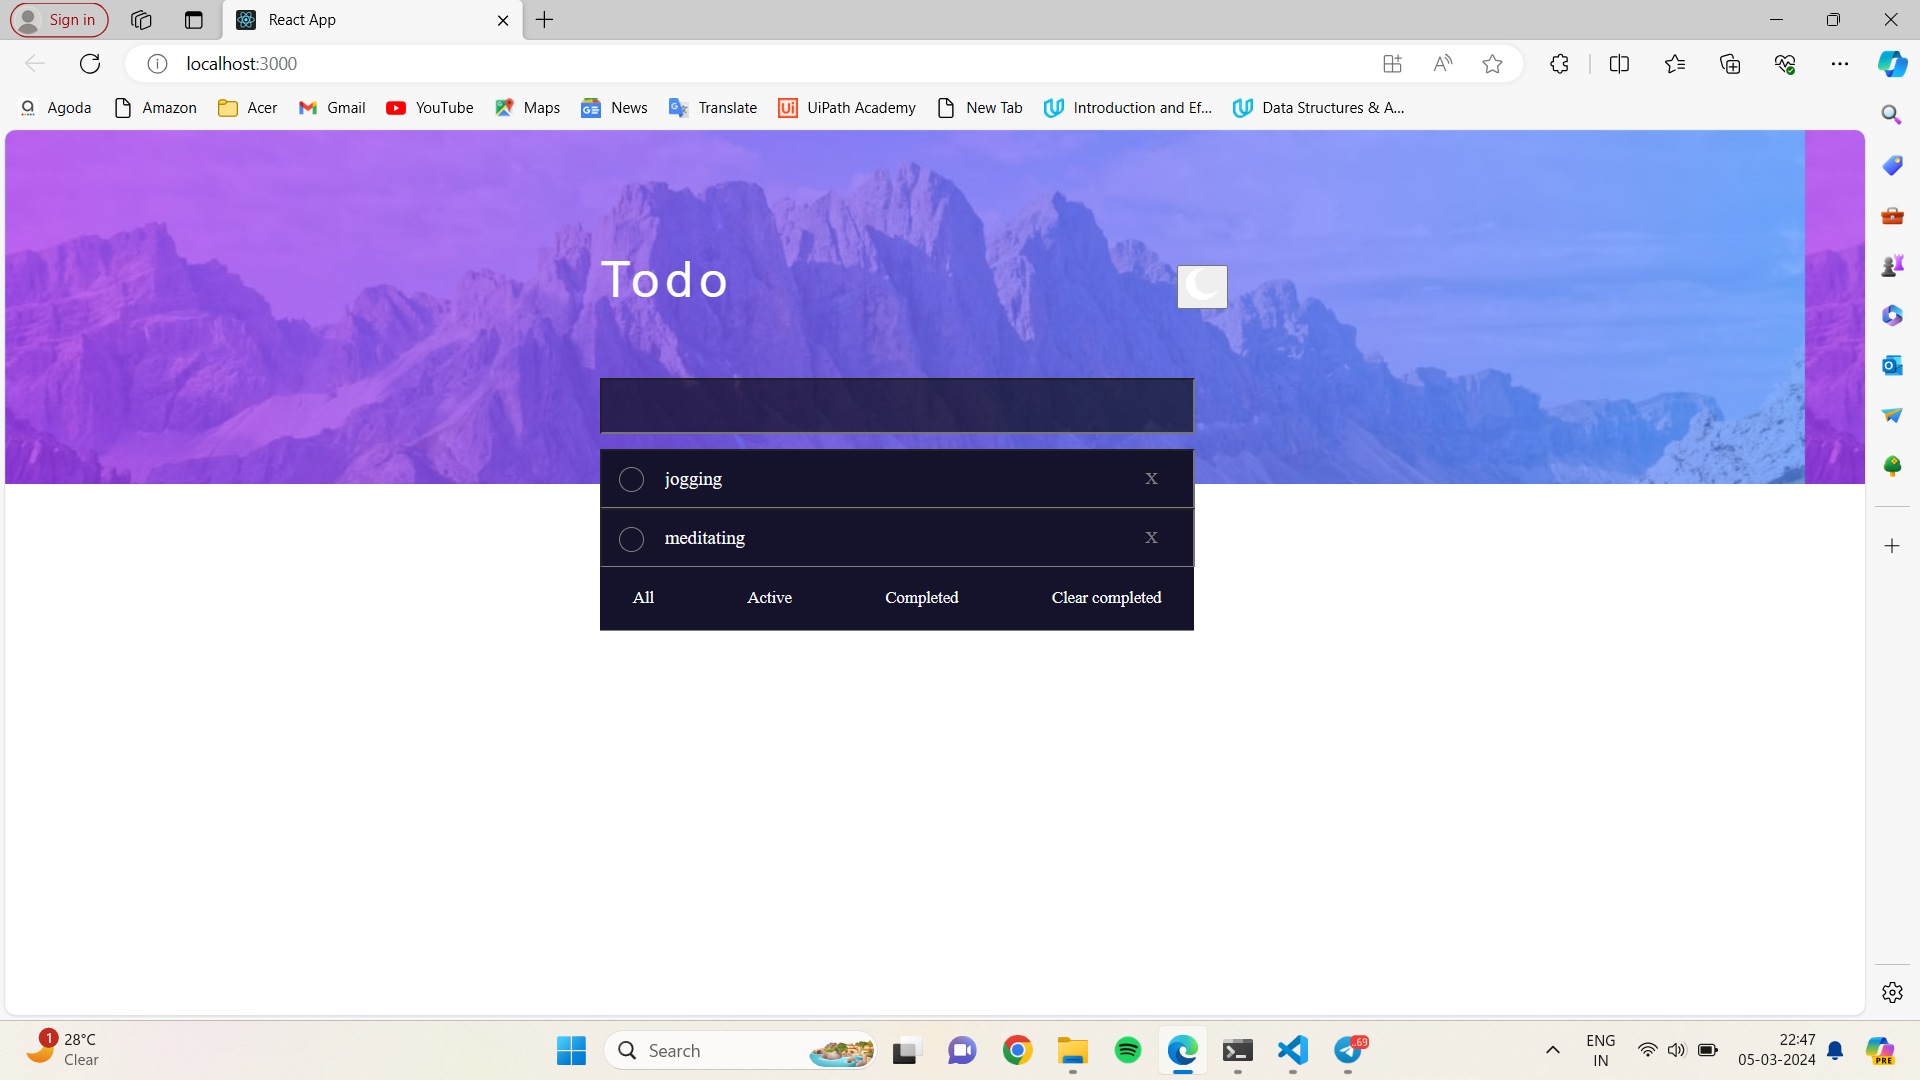 Sign in
React App
localhost:3000
Agoda Amazon Acer Gmail YouTube Maps News Translate UiPath Academy New Tab Introduction and Ef... Data Structures & A...
Todo
jogging X
meditating X
All Active Completed Clear completed
1 28°C
Clear
Search
.69
ENG
IN
22:47
05-03-2024
PRE